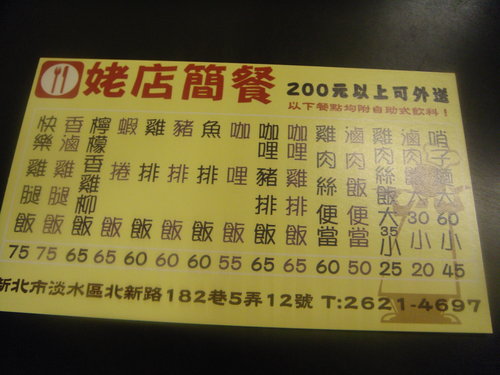 姥店簡餐
200元以上可外送
以下餐點均附自助式飲料！
快樂雞腿飯 75
香滷雞腿飯 75
檸檬香雞柳飯 65
蝦捲飯 65
雞排飯 60
豬排飯 60
魚排飯 60
咖哩飯 55
咖哩豬排飯 65
咖哩雞排飯 65
雞肉絲便當 60
滷肉飯便當 50
雞肉絲飯大35小 25
滷肉飯大30小 20
哨子麵大60小 45
新北市淡水區北新路182巷5弄12號 T:2621-4697